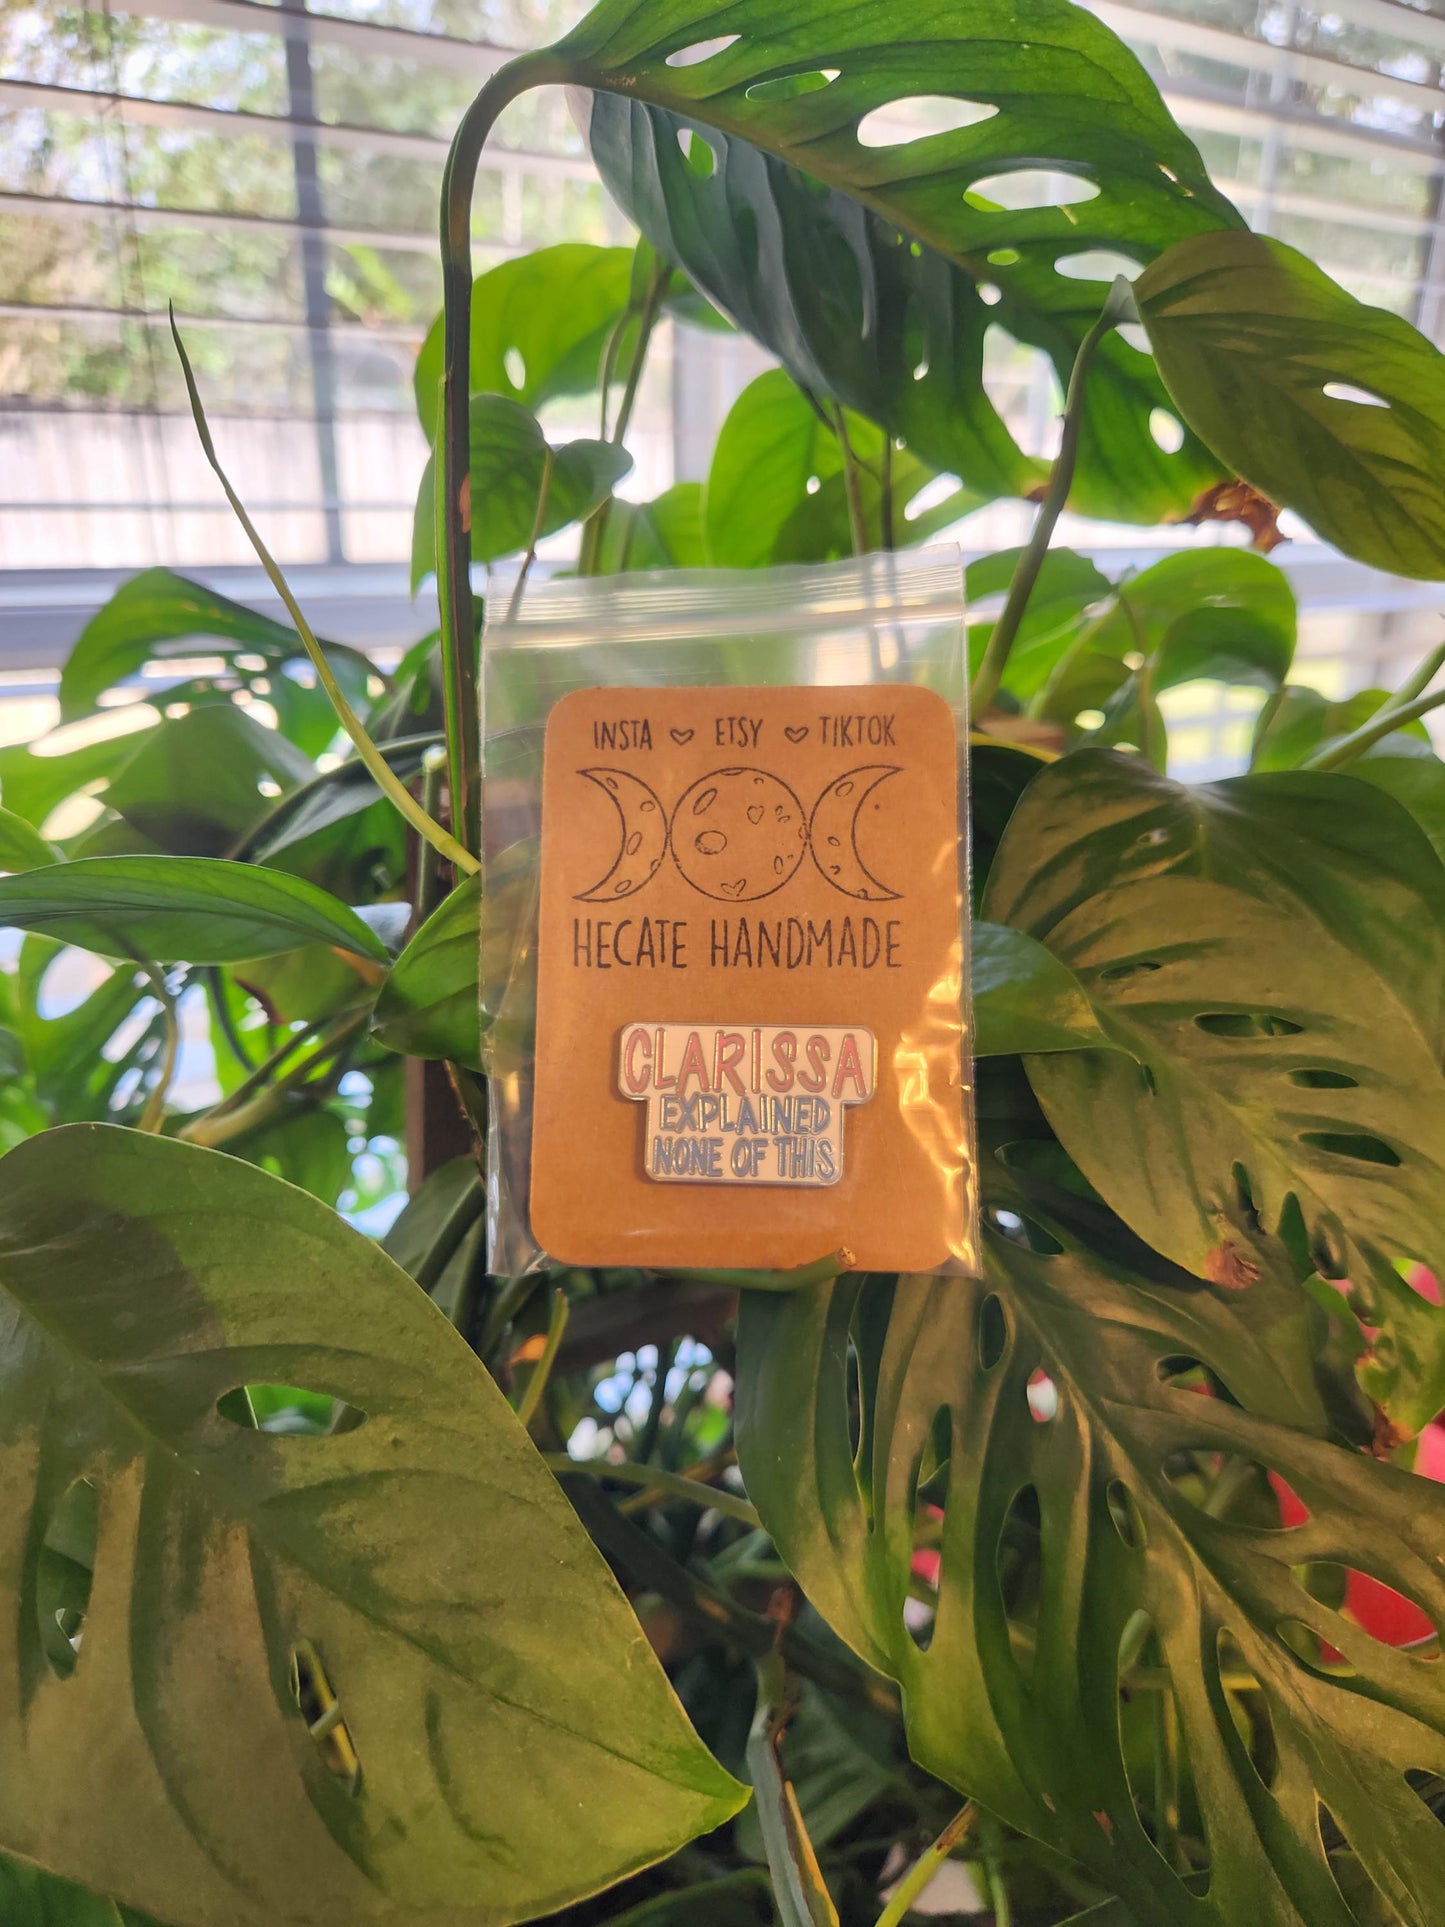 INSTA ♡ ETSY ♡ TIKTOK
HECATE HANDMADE
CLARISSA
EXPLAINED
NONE OF THIS